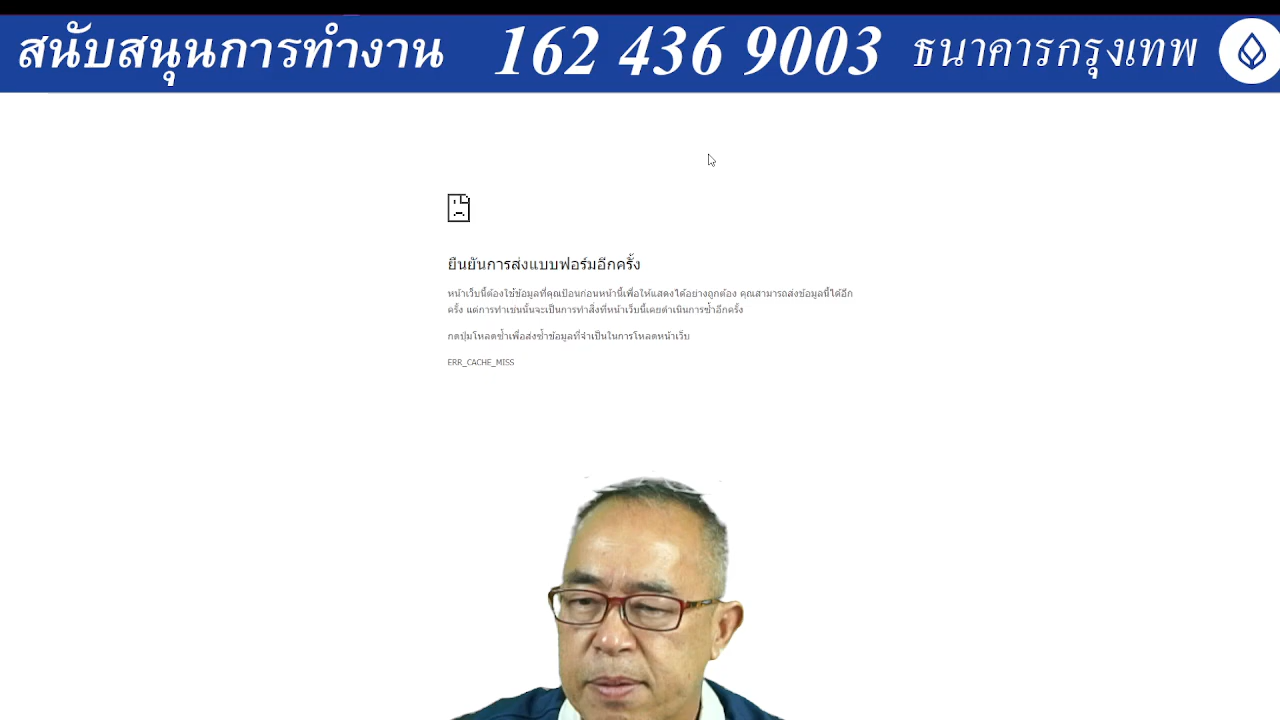 สนับสนุนการทำงาน 162 436 9003 ธนาคารกรุงเทพ
ยืนยันการส่งแบบฟอร์มอีกครั้ง
หน้าเว็บนี้ต้องใช้ข้อมูลที่คุณป้อนก่อนหน้านี้เพื่อให้แสดงได้อย่างถูกต้อง คุณสามารถส่งข้อมูลนี้ได้อีก
ครั้ง แต่การทำเช่นนั้นจะเป็นการทำสิ่งที่หน้าเว็บนี้เคยดำเนินการซ้ำอีกครั้ง
กดปุ่มโหลดซ้ำเพื่อส่งซ้ำข้อมูลที่จำเป็นในการโหลดหน้าเว็บ
ERR_CACHE_MISS